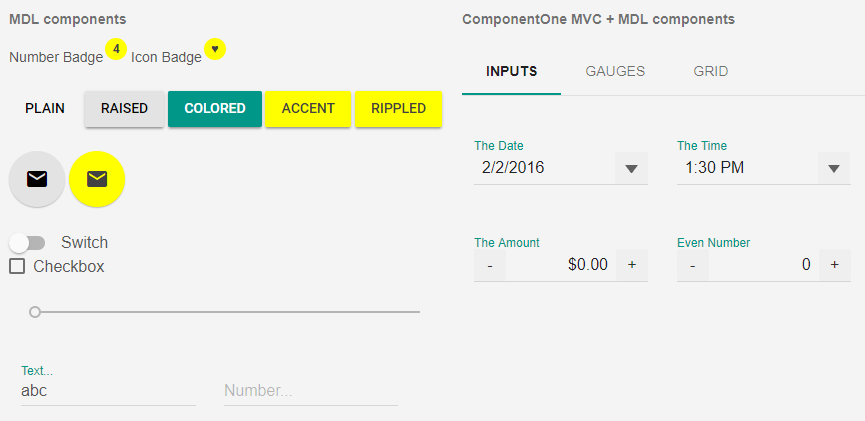 MDL components
Number Badge 4 Icon Badge ♥
PLAIN RAISED COLORED ACCENT RIPPLED
Switch
Checkbox
Text...
abc
Number...
ComponentOne MVC + MDL components
INPUTS GAUGES GRID
The Date
2/2/2016
The Time
1:30 PM
The Amount
- $0.00 +
Even Number
- 0 +